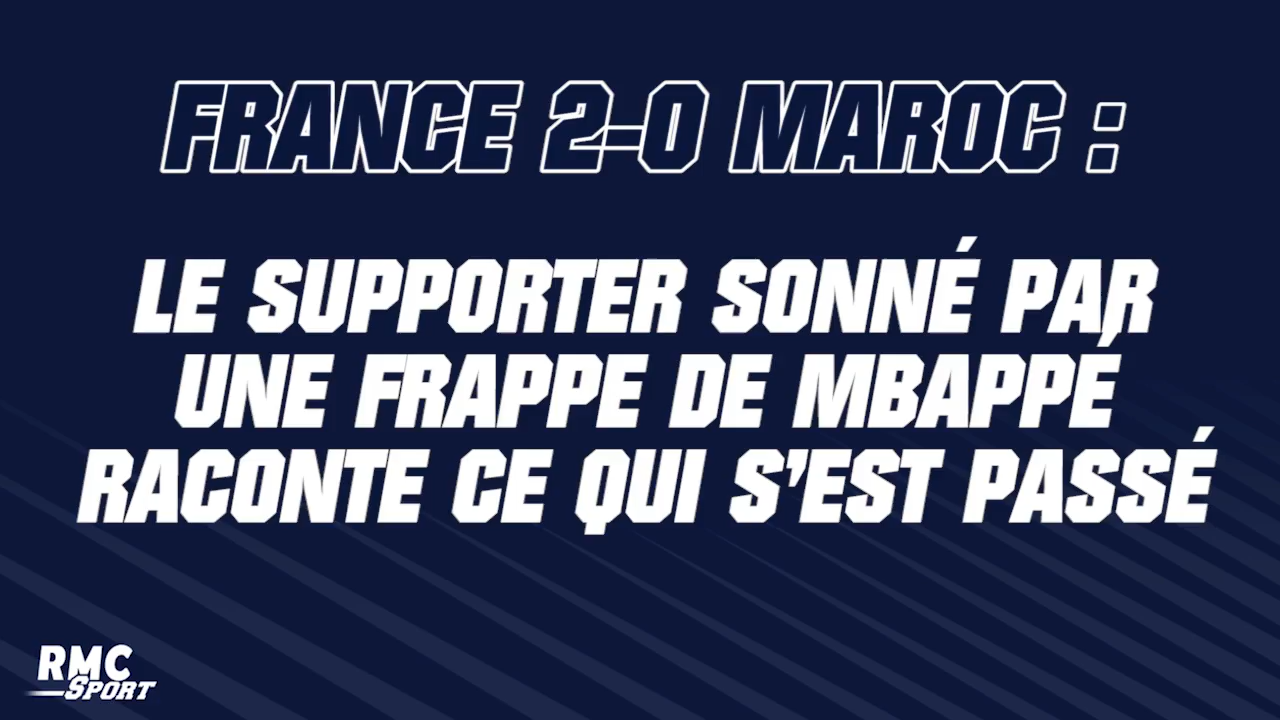 FRANCE 2-0 MAROC :
LE SUPPORTER SONNÉ PAR
UNE FRAPPE DE MBAPPÉ
RACONTE CE QUI S'EST PASSÉ
RMC
SPORT